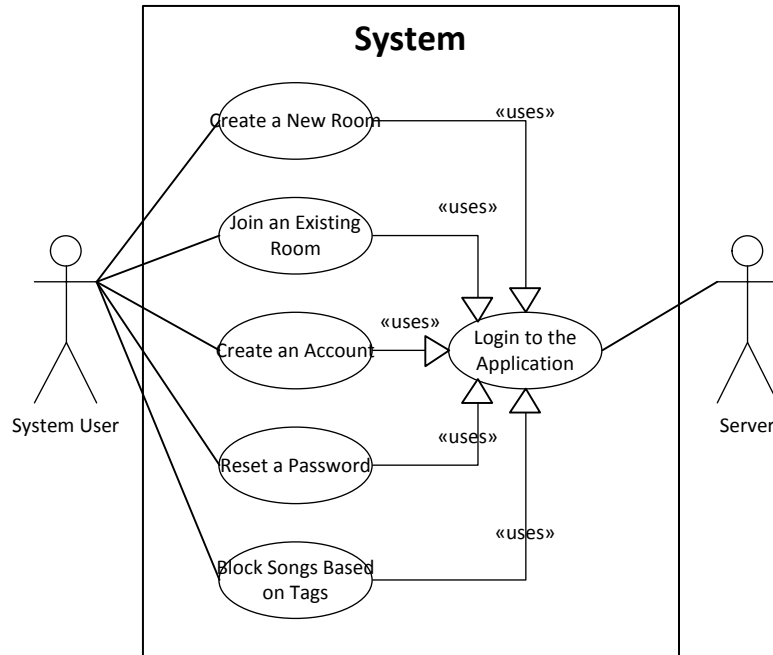 System
Create a New Room
«uses»
Join an Existing
Room
«uses»
Create an Account
«uses»
Login to the
Application
System User
Server
Reset a Password
«uses»
Block Songs Based
on Tags
«uses»